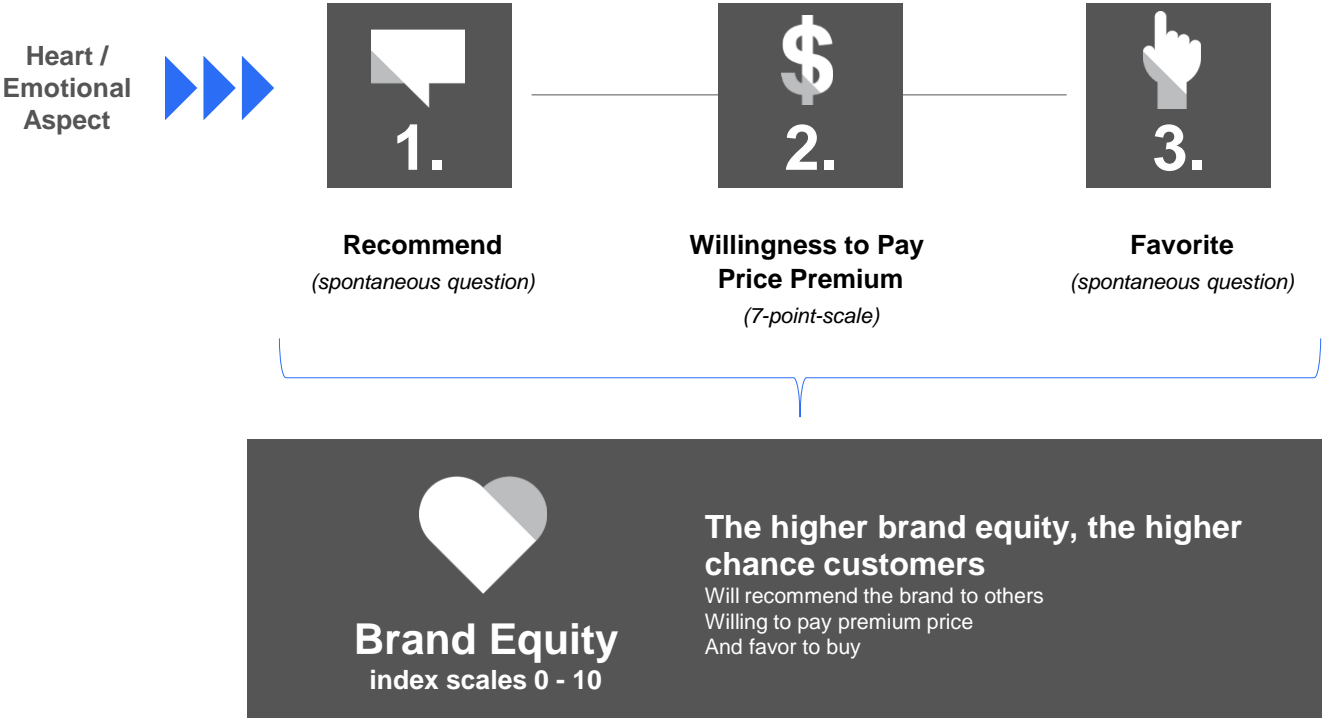 Heart /
Emotional
Aspect
1.
2.
3.
Recommend
(spontaneous question)
Willingness to Pay
Price Premium
(7-point-scale)
Favorite
(spontaneous question)
Brand Equity
index scales 0 - 10
The higher brand equity, the higher
chance customers
Will recommend the brand to others
Willing to pay premium price
And favor to buy